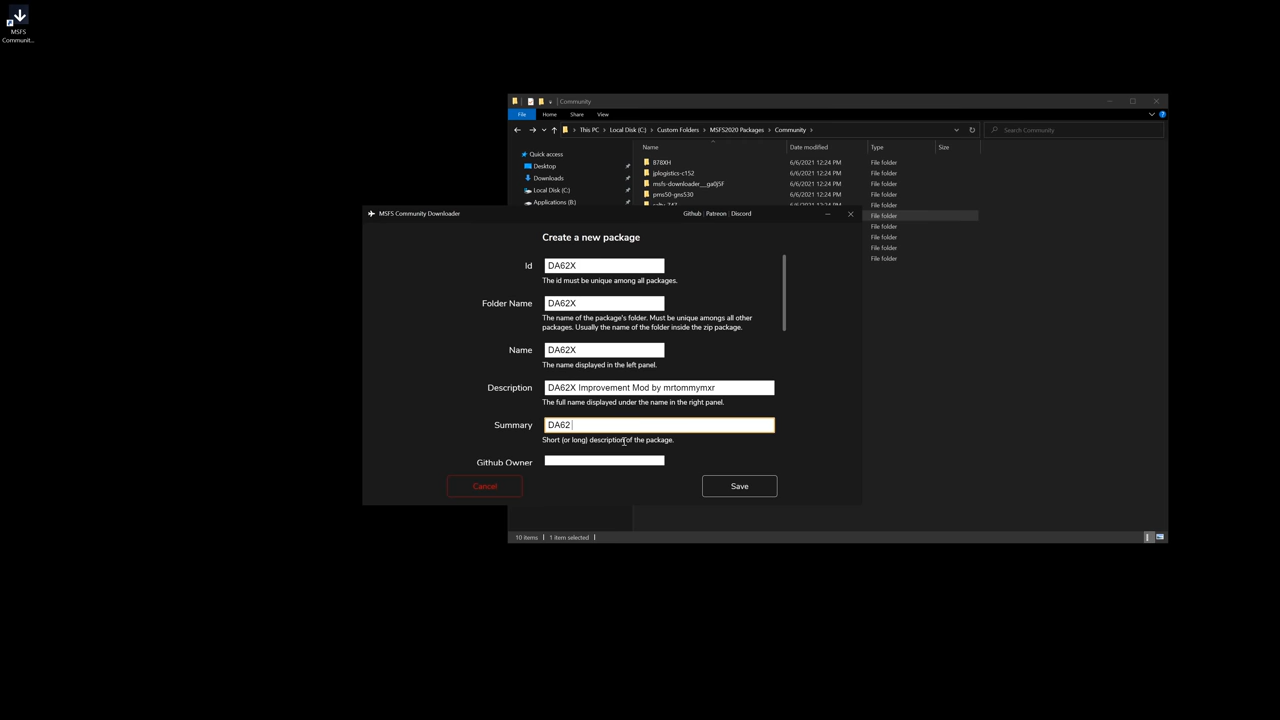 MSFS
Communit...
Community
File
Home
Share
View
This PC
Local Disk (C:)
Custom Folders
MSFS2020 Packages
Community
Search Community
Name
Date modified
Type
Size
Quick access
Desktop
Downloads
Local Disk (C:)
Applications (B:)
878XH
6/6/2021 12:24 PM
File folder
jplogistics-c152
6/6/2021 12:24 PM
File folder
msfs-downloader__ga0j5f
6/6/2021 12:24 PM
File folder
pms50-gns530
6/6/2021 12:24 PM
File folder
6/6/2021 12:24 PM
File folder
File folder
File folder
File folder
File folder
File folder
MSFS Community Downloader
Github | Patreon | Discord
Create a new package
Id
DA62X
The id must be unique among all packages.
Folder Name
DA62X
The name of the package's folder. Must be unique amongs all other
packages. Usually the name of the folder inside the zip package.
Name
DA62X
The name displayed in the left panel.
Description
DA62X Improvement Mod by mrtommymxr
The full name displayed under the name in the right panel.
Summary
DA62
Short (or long) description of the package.
Github Owner
Cancel
Save
10 items
1 item selected